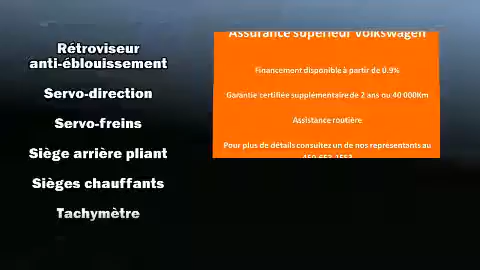 Rétroviseur
anti-éblouissement
Servo-direction
Servo-freins
Siège arrière pliant
Sièges chauffants
Tachymètre
Assurance supérieur Volkswagen
Financement disponible à partir de 0.9%
Garantie certifiée supplémentaire de 2 ans ou 40 000Km
Assistance routière
Pour plus de détails consultez un de nos représentants au